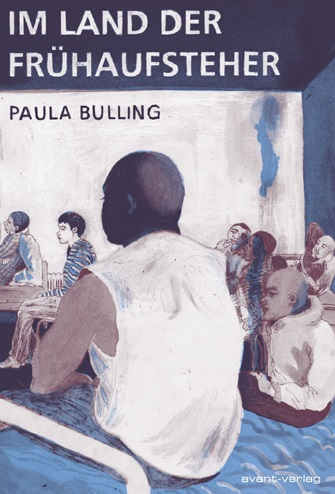 IM LAND DER
FRÜHAUFSTEHER
PAULA BULLING
avant-verlag